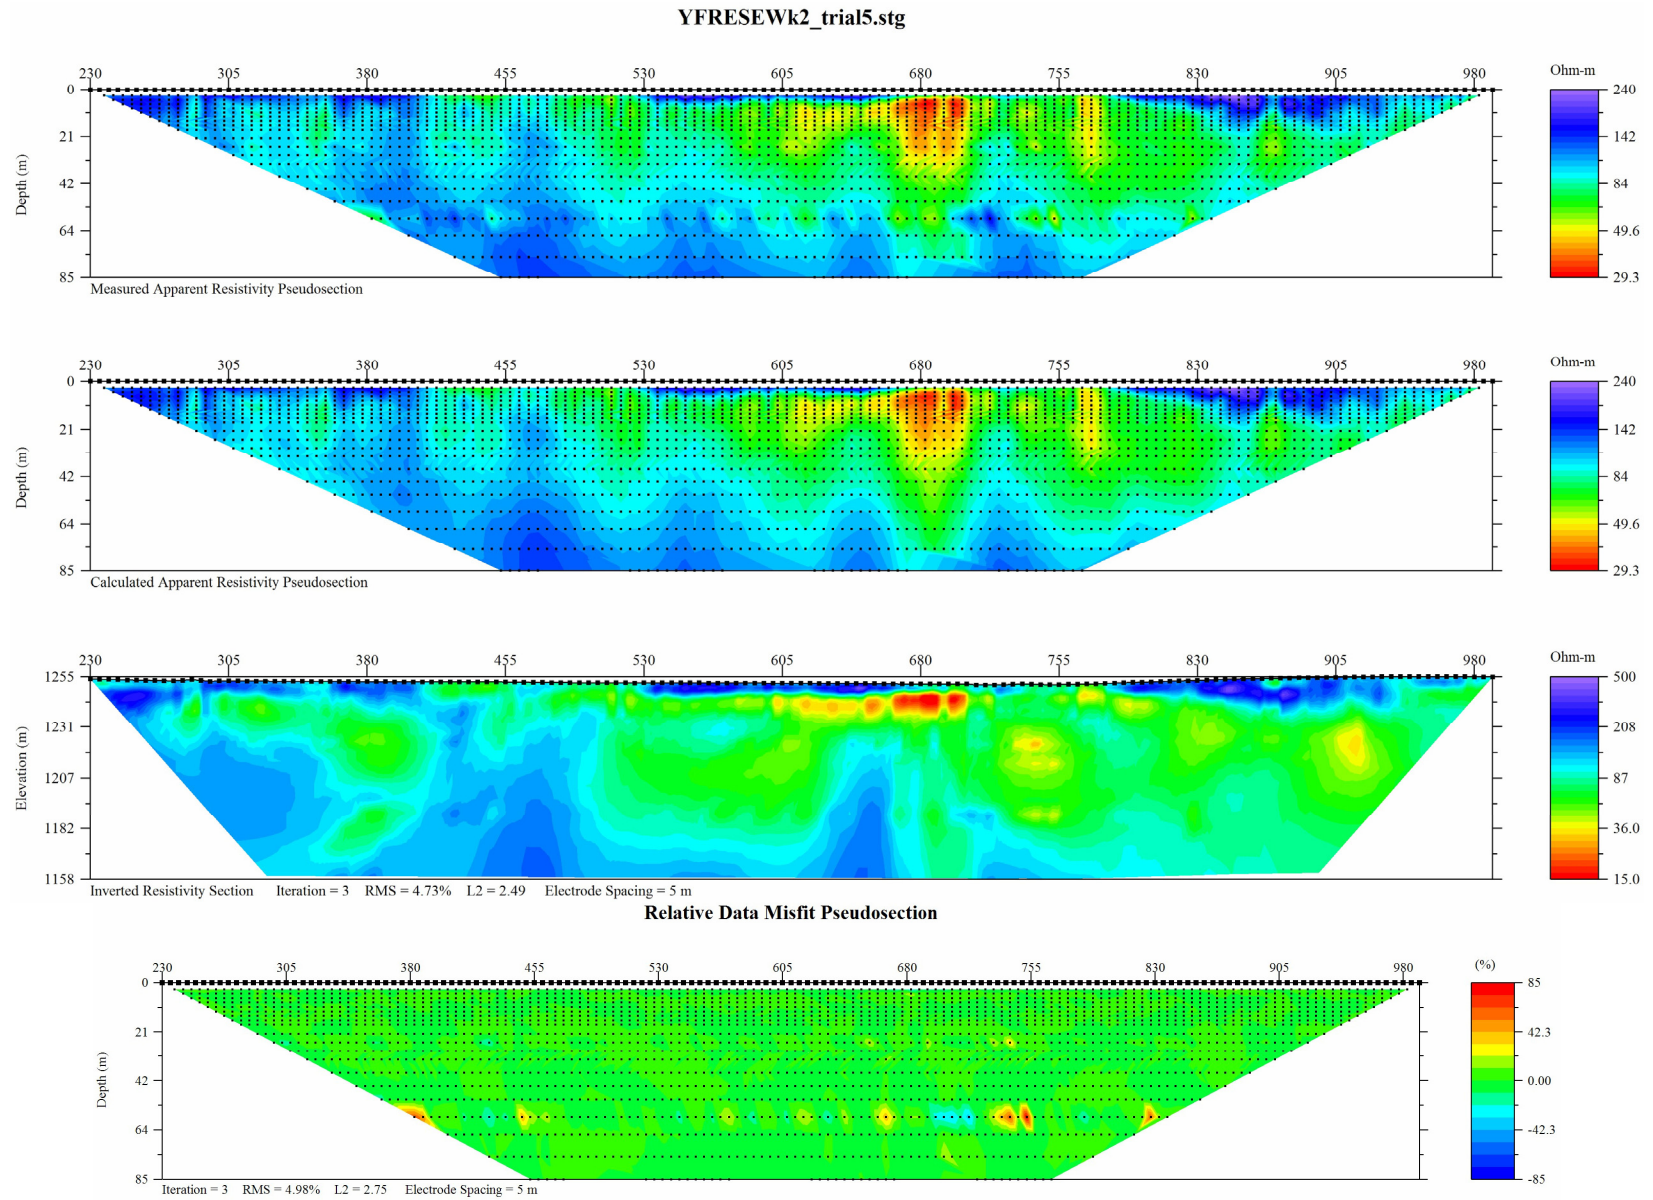 YFRESEWk2_trial5.stg
230 305 380 455 530 605 680 755 830 905 980
Ohm-m
0
21
42
64
85
Depth (m)
240
142
84
49.6
29.3
Measured Apparent Resistivity Pseudosection
230 305 380 455 530 605 680 755 830 905 980
Ohm-m
0
21
42
64
85
Depth (m)
240
142
84
49.6
29.3
Calculated Apparent Resistivity Pseudosection
230 305 380 455 530 605 680 755 830 905 980
Ohm-m
1255
1231
1207
1182
1158
Elevation (m)
500
208
87
36.0
15.0
Inverted Resistivity Section Iteration = 3 RMS = 4.73% L2 = 2.49 Electrode Spacing = 5 m
Relative Data Misfit Pseudosection
230 305 380 455 530 605 680 755 830 905 980
(%)
0
21
42
64
85
Depth (m)
85
42.3
0.00
-42.3
-85
Iteration = 3 RMS = 4.98% L2 = 2.75 Electrode Spacing = 5 m